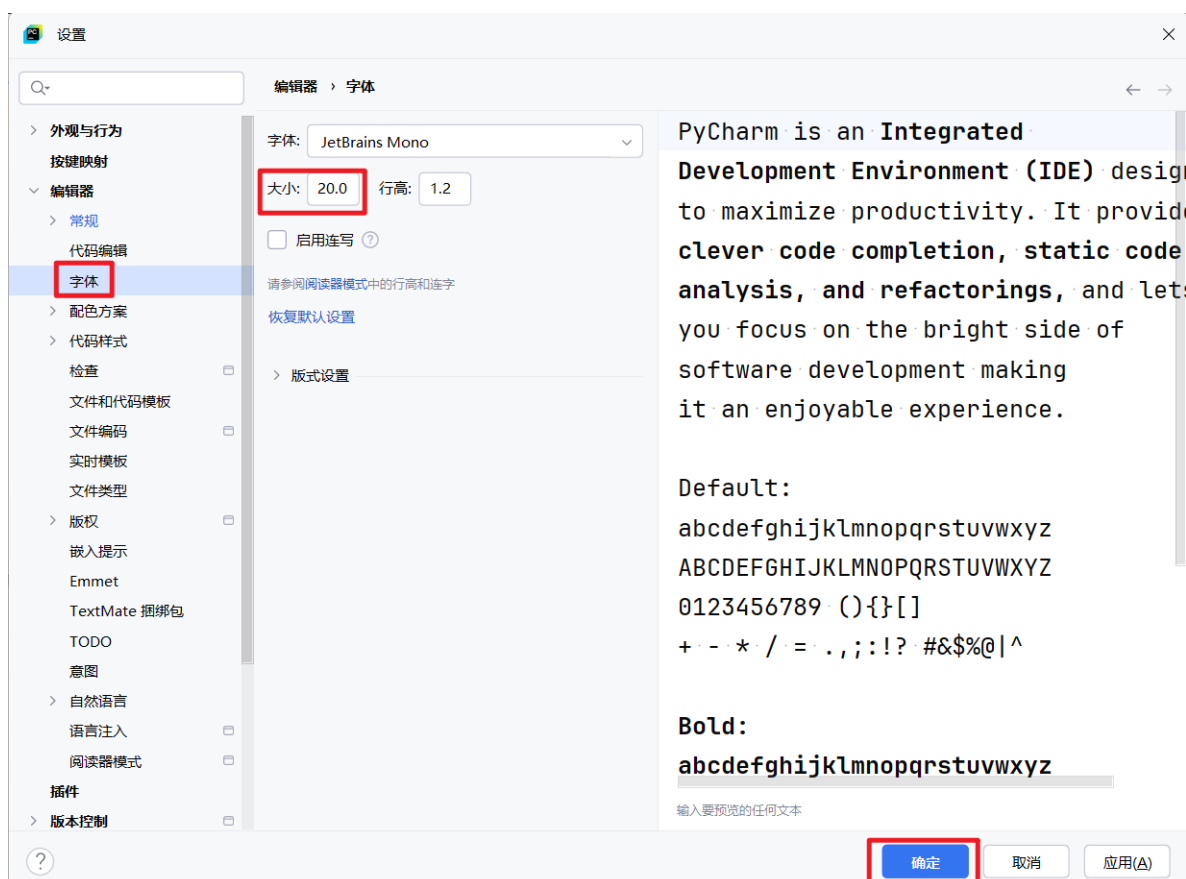 PC
设置
编辑器 › 字体
外观与行为
按键映射
编辑器
常规
代码编辑
字体
配色方案
代码样式
检查
文件和代码模板
文件编码
实时模板
文件类型
版权
嵌入提示
Emmet
TextMate 捆绑包
TODO
意图
自然语言
语言注入
阅读器模式
插件
版本控制
字体: JetBrains Mono
大小: 20.0 行高: 1.2
启用连写 ?
请参阅阅读器模式中的行高和连字
恢复默认设置
版式设置
PyCharm is an Integrated
Development Environment (IDE) desig
to maximize productivity. It provid
clever code completion, static code
analysis, and refactorings, and lets
you focus on the bright side of
software development making
it an enjoyable experience.
Default:
abcdefghijklmnopqrstuvwxyz
ABCDEFGHIJKLMNOPQRSTUVWXYZ
0123456789 (){}[]
+ - * / = .,;:!? #&$%@|^
Bold:
abcdefghijklmnopqrstuvwxyz
输入要预览的任何文本
? 确定 取消 应用(A)